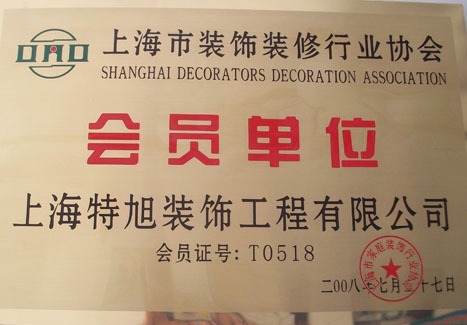 上海市装饰装修行业协会
SHANGHAI DECORATORS DECORATION ASSOCIATION
会员单位
上海特旭装饰工程有限公司
会员证号: T0518
二00八年七月二十七日